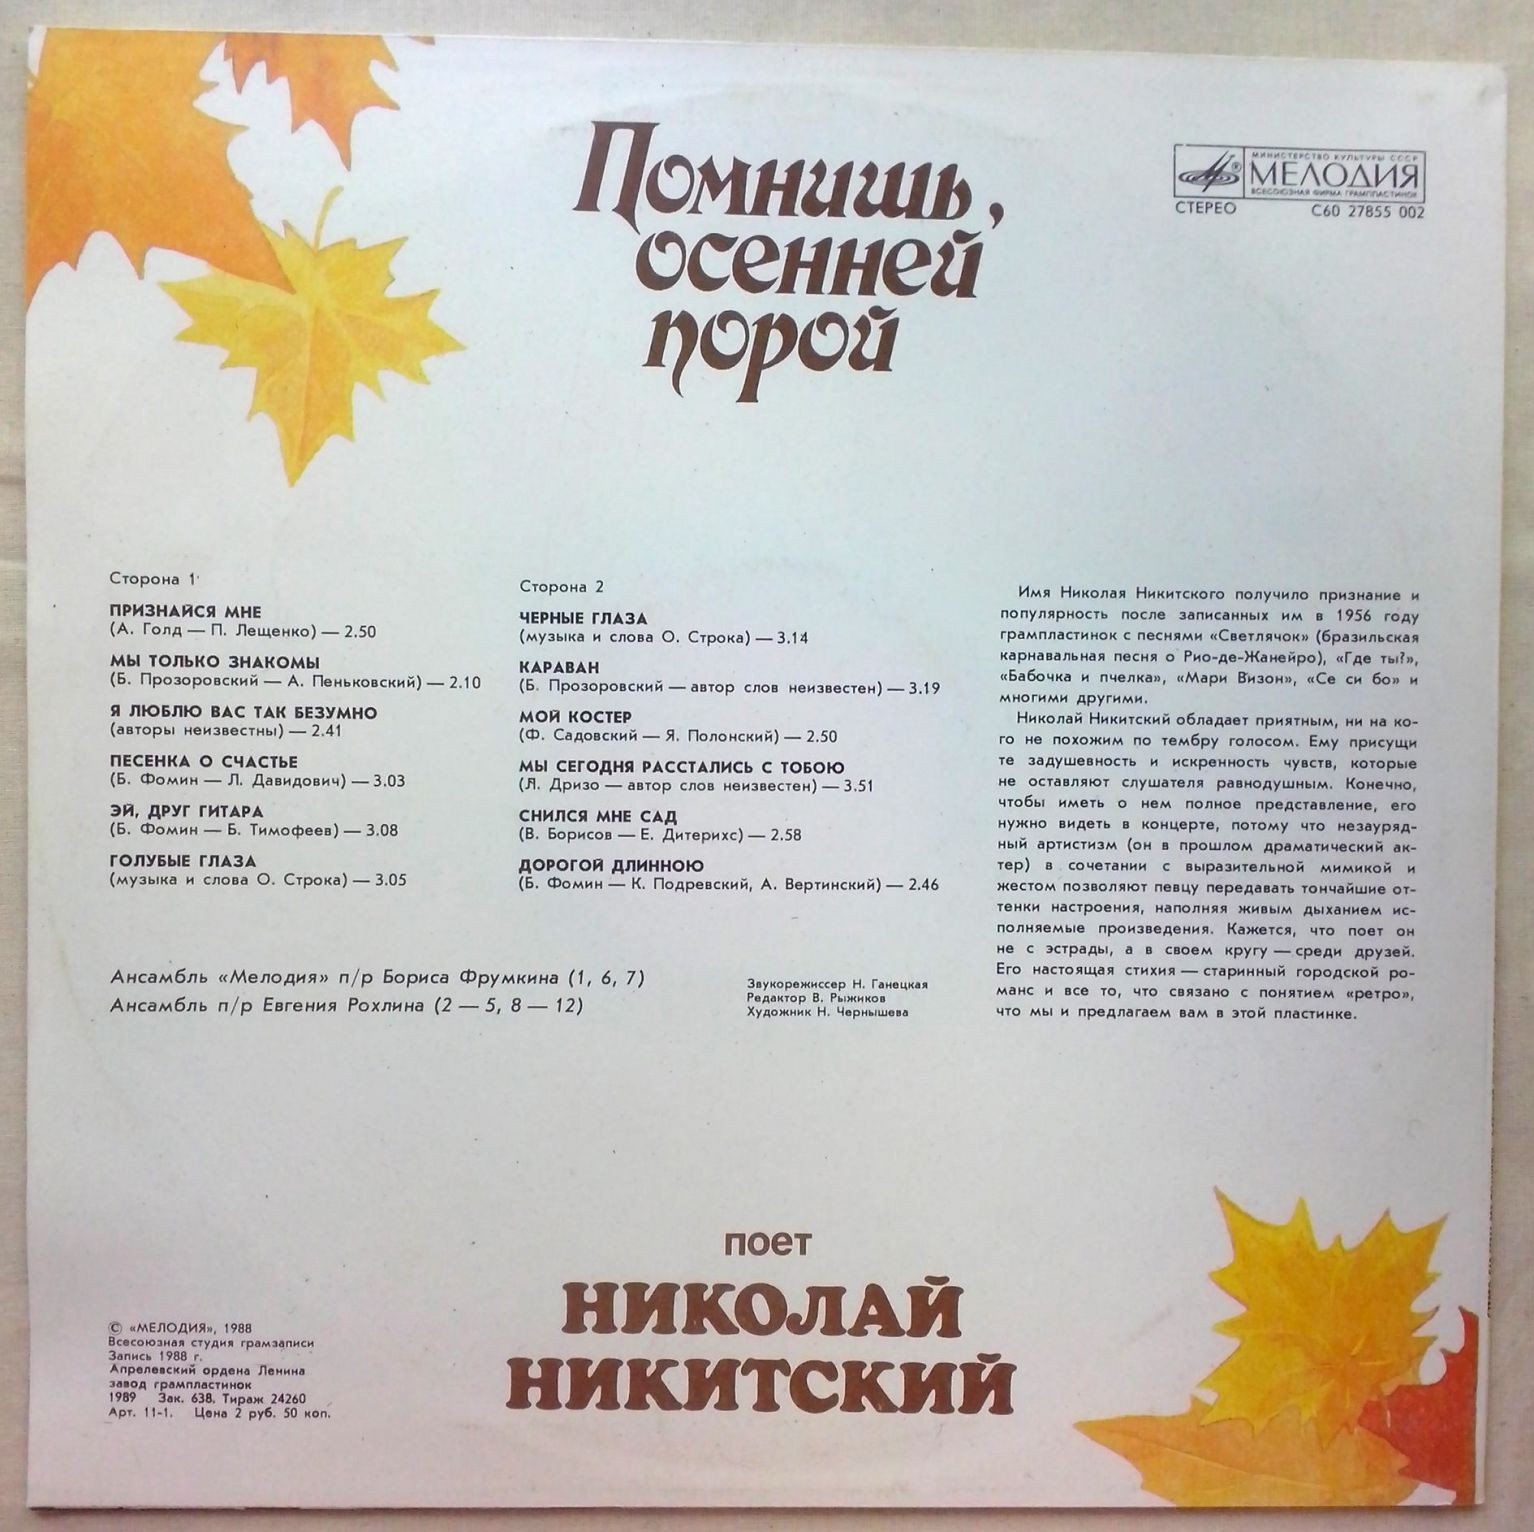 Помнишь,
осенней
порой
МИНИСТЕРСТВО КУЛЬТУРЫ СССР
МЕЛОДИЯ
ВСЕСОЮЗНАЯ ФИРМА ГРАМПЛАСТИНОК
СТЕРЕО С60 27855 002
Сторона 1
ПРИЗНАЙСЯ МНЕ
(А. Голд — П. Лещенко) — 2.50
МЫ ТОЛЬКО ЗНАКОМЫ
(Б. Прозоровский — А. Пеньковский) — 2.10
Я ЛЮБЛЮ ВАС ТАК БЕЗУМНО
(авторы неизвестны) — 2.41
ПЕСЕНКА О СЧАСТЬЕ
(Б. Фомин — Л. Давидович) — 3.03
ЭЙ, ДРУГ ГИТАРА
(Б. Фомин — Б. Тимофеев) — 3.08
ГОЛУБЫЕ ГЛАЗА
(музыка и слова О. Строка) — 3.05
Сторона 2
ЧЕРНЫЕ ГЛАЗА
(музыка и слова О. Строка) — 3.14
КАРАВАН
(Б. Прозоровский — автор слов неизвестен) — 3.19
МОЙ КОСТЕР
(Ф. Садовский — Я. Полонский) — 2.50
МЫ СЕГОДНЯ РАССТАЛИСЬ С ТОБОЮ
(Л. Дризо — автор слов неизвестен) — 3.51
СНИЛСЯ МНЕ САД
(В. Борисов — Е. Дитерихс) — 2.58
ДОРОГОЙ ДЛИННОЮ
(Б. Фомин — К. Подревский, А. Вертинский) — 2.46
Имя Николая Никитского получило признание и
популярность после записанных им в 1956 году
грампластинок с песнями «Светлячок» (бразильская
карнавальная песня о Рио-де-Жанейро), «Где ты?»,
«Бабочка и пчелка», «Мари Визон», «Се си бо» и
многими другими.
Николай Никитский обладает приятным, ни на ко-
го не похожим по тембру голосом. Ему присущи
те задушевность и искренность чувств, которые
не оставляют слушателя равнодушным. Конечно,
чтобы иметь о нем полное представление, его
нужно видеть в концерте, потому что незауряд-
ный артистизм (он в прошлом драматический ак-
тер) в сочетании с выразительной мимикой и
жестом позволяют певцу передавать тончайшие от-
тенки настроения, наполняя живым дыханием ис-
полняемые произведения. Кажется, что поет он
не с эстрады, а в своем кругу — среди друзей.
Его настоящая стихия — старинный городской ро-
манс и все то, что связано с понятием «ретро»,
что мы и предлагаем вам в этой пластинке.
Ансамбль «Мелодия» п/р Бориса Фрумкина (1, 6, 7)
Ансамбль п/р Евгения Рохлина (2 — 5, 8 — 12)
Звукорежиссер Н. Ганецкая
Редактор В. Рыжиков
Художник Н. Чернышева
поет
НИКОЛАЙ
НИКИТСКИЙ
© «МЕЛОДИЯ», 1988
Всесоюзная студия грамзаписи
Запись 1988 г.
Апрелевский ордена Ленина
завод грампластинок
1989 Зак. 638. Тираж 24260
Арт. 11-1. Цена 2 руб. 50 коп.